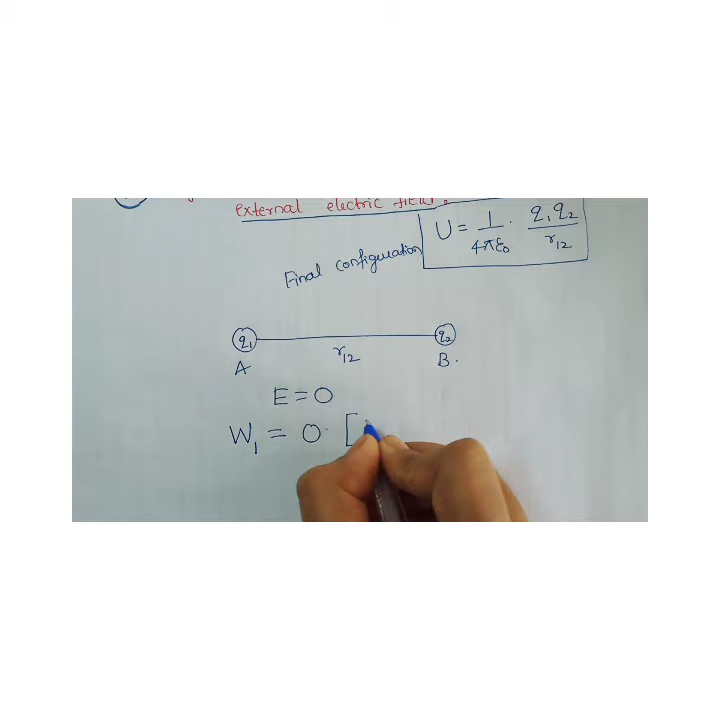 external electric field.
Final configuration U = 1/4πε₀ · q₁q₂/r₁₂
q₁ q₂
r₁₂
A B.
E = 0
W₁ = 0. [